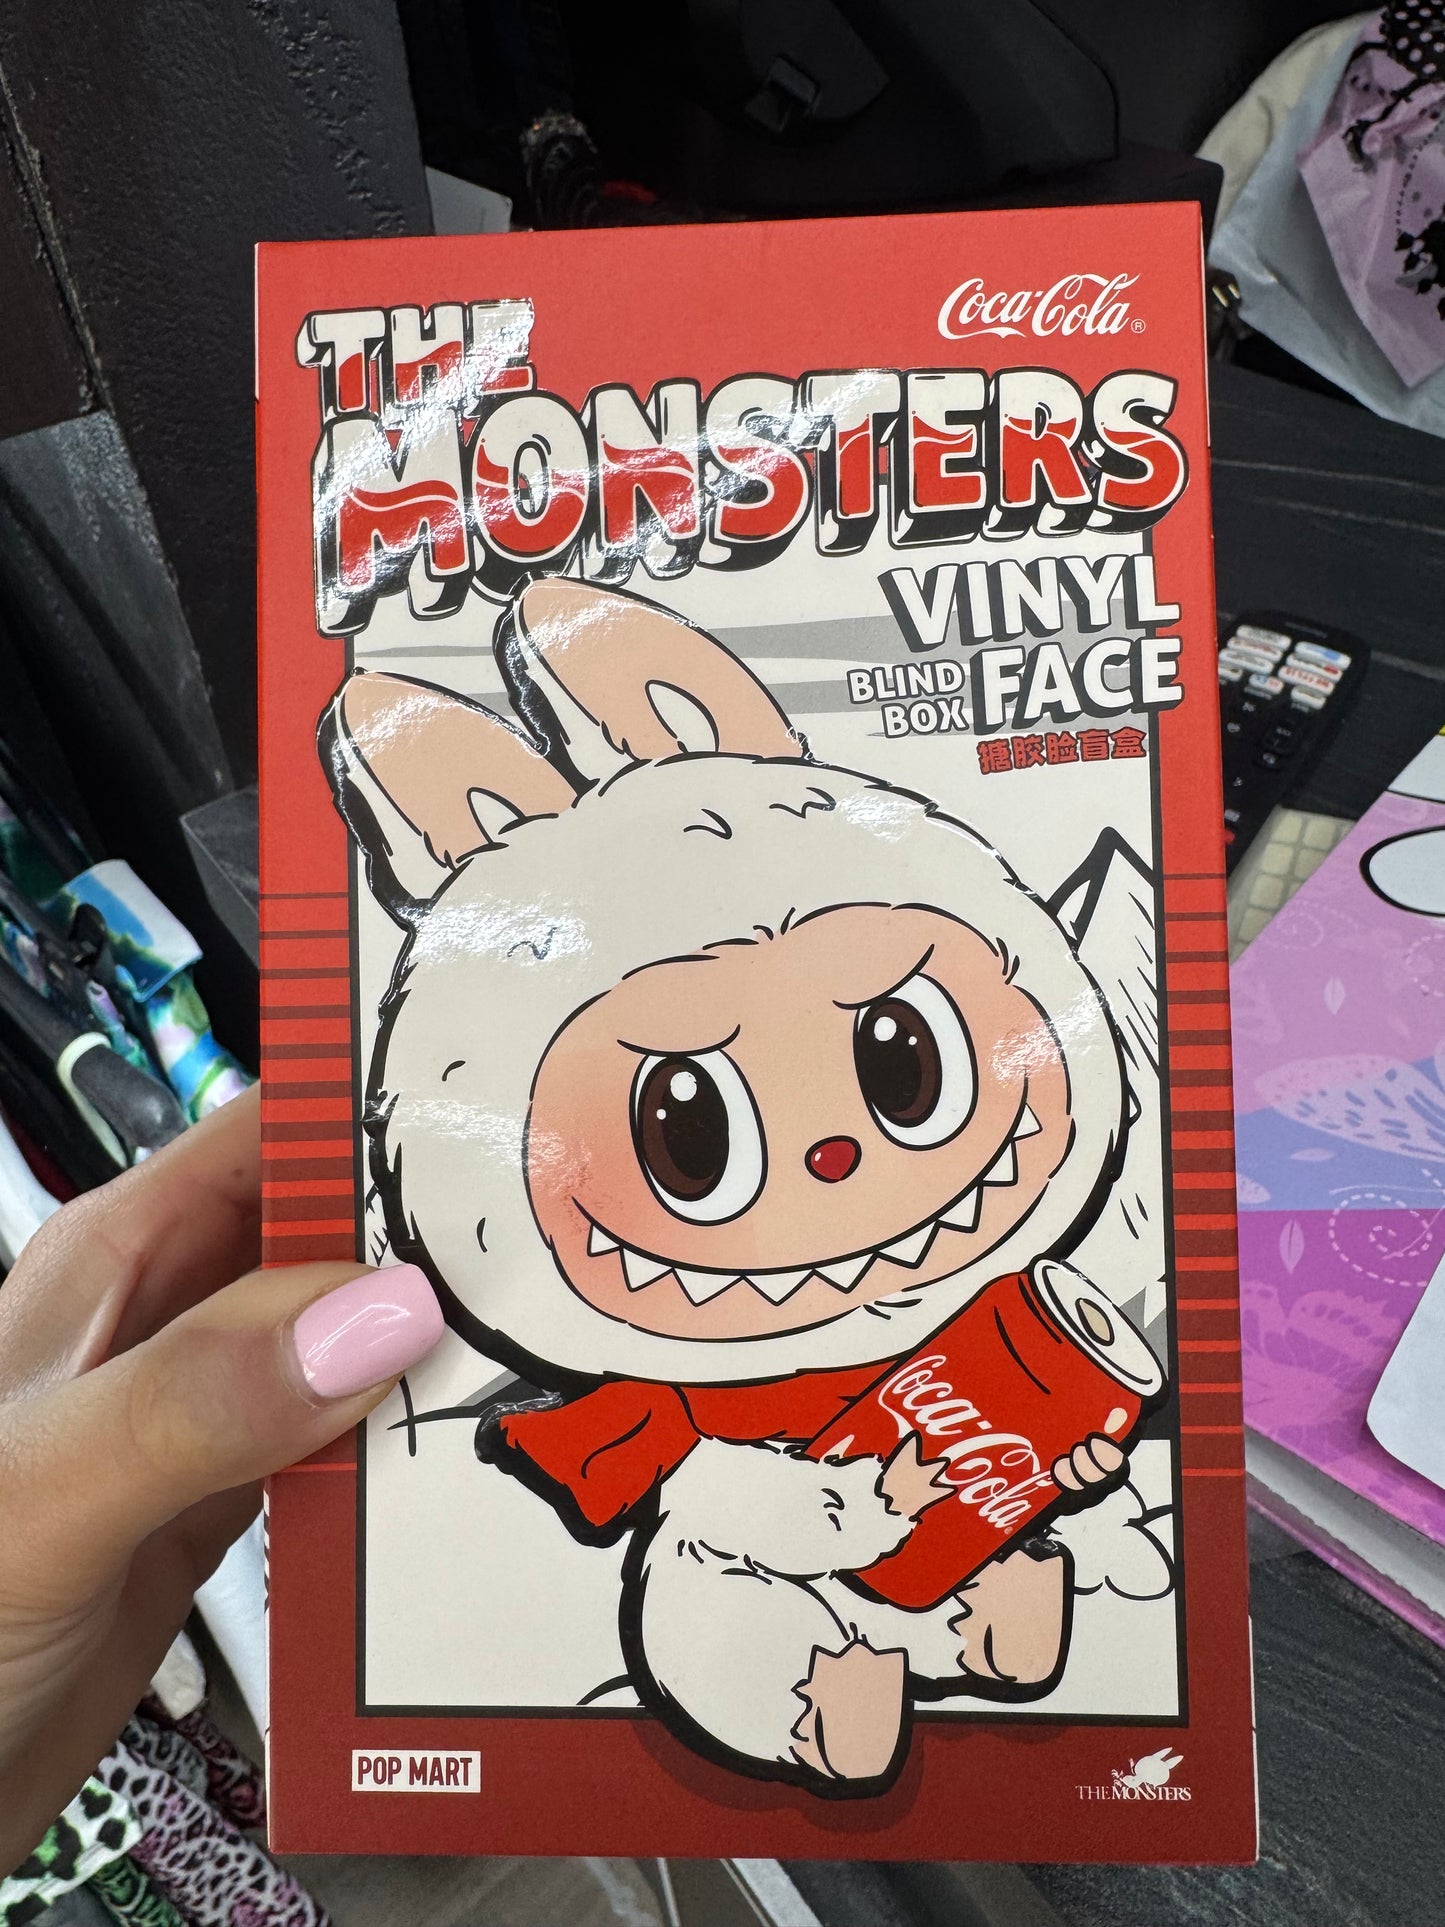 Coca-Cola®
THE
MONSTERS
VINYL
FACE
BLIND
BOX
搪胶脸盲盒
Coca-Cola
POP MART
THE MONSTERS